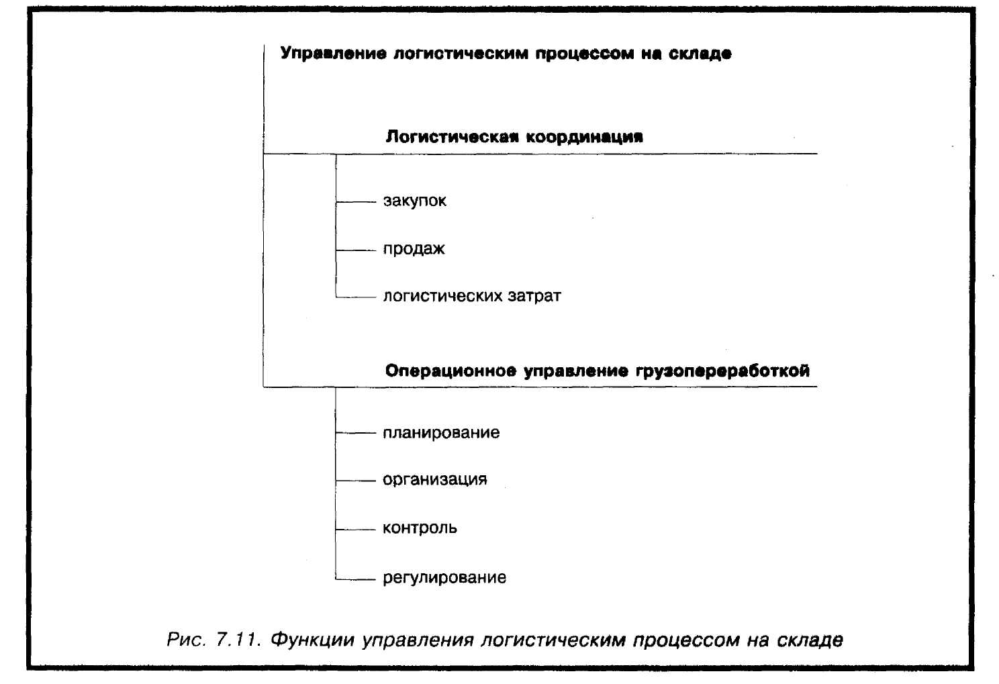 Управление логистическим процессом на складе
Логистическая координация
закупок
продаж
логистических затрат
Операционное управление грузопереработкой
планирование
организация
контроль
регулирование
Рис. 7.11. Функции управления логистическим процессом на складе